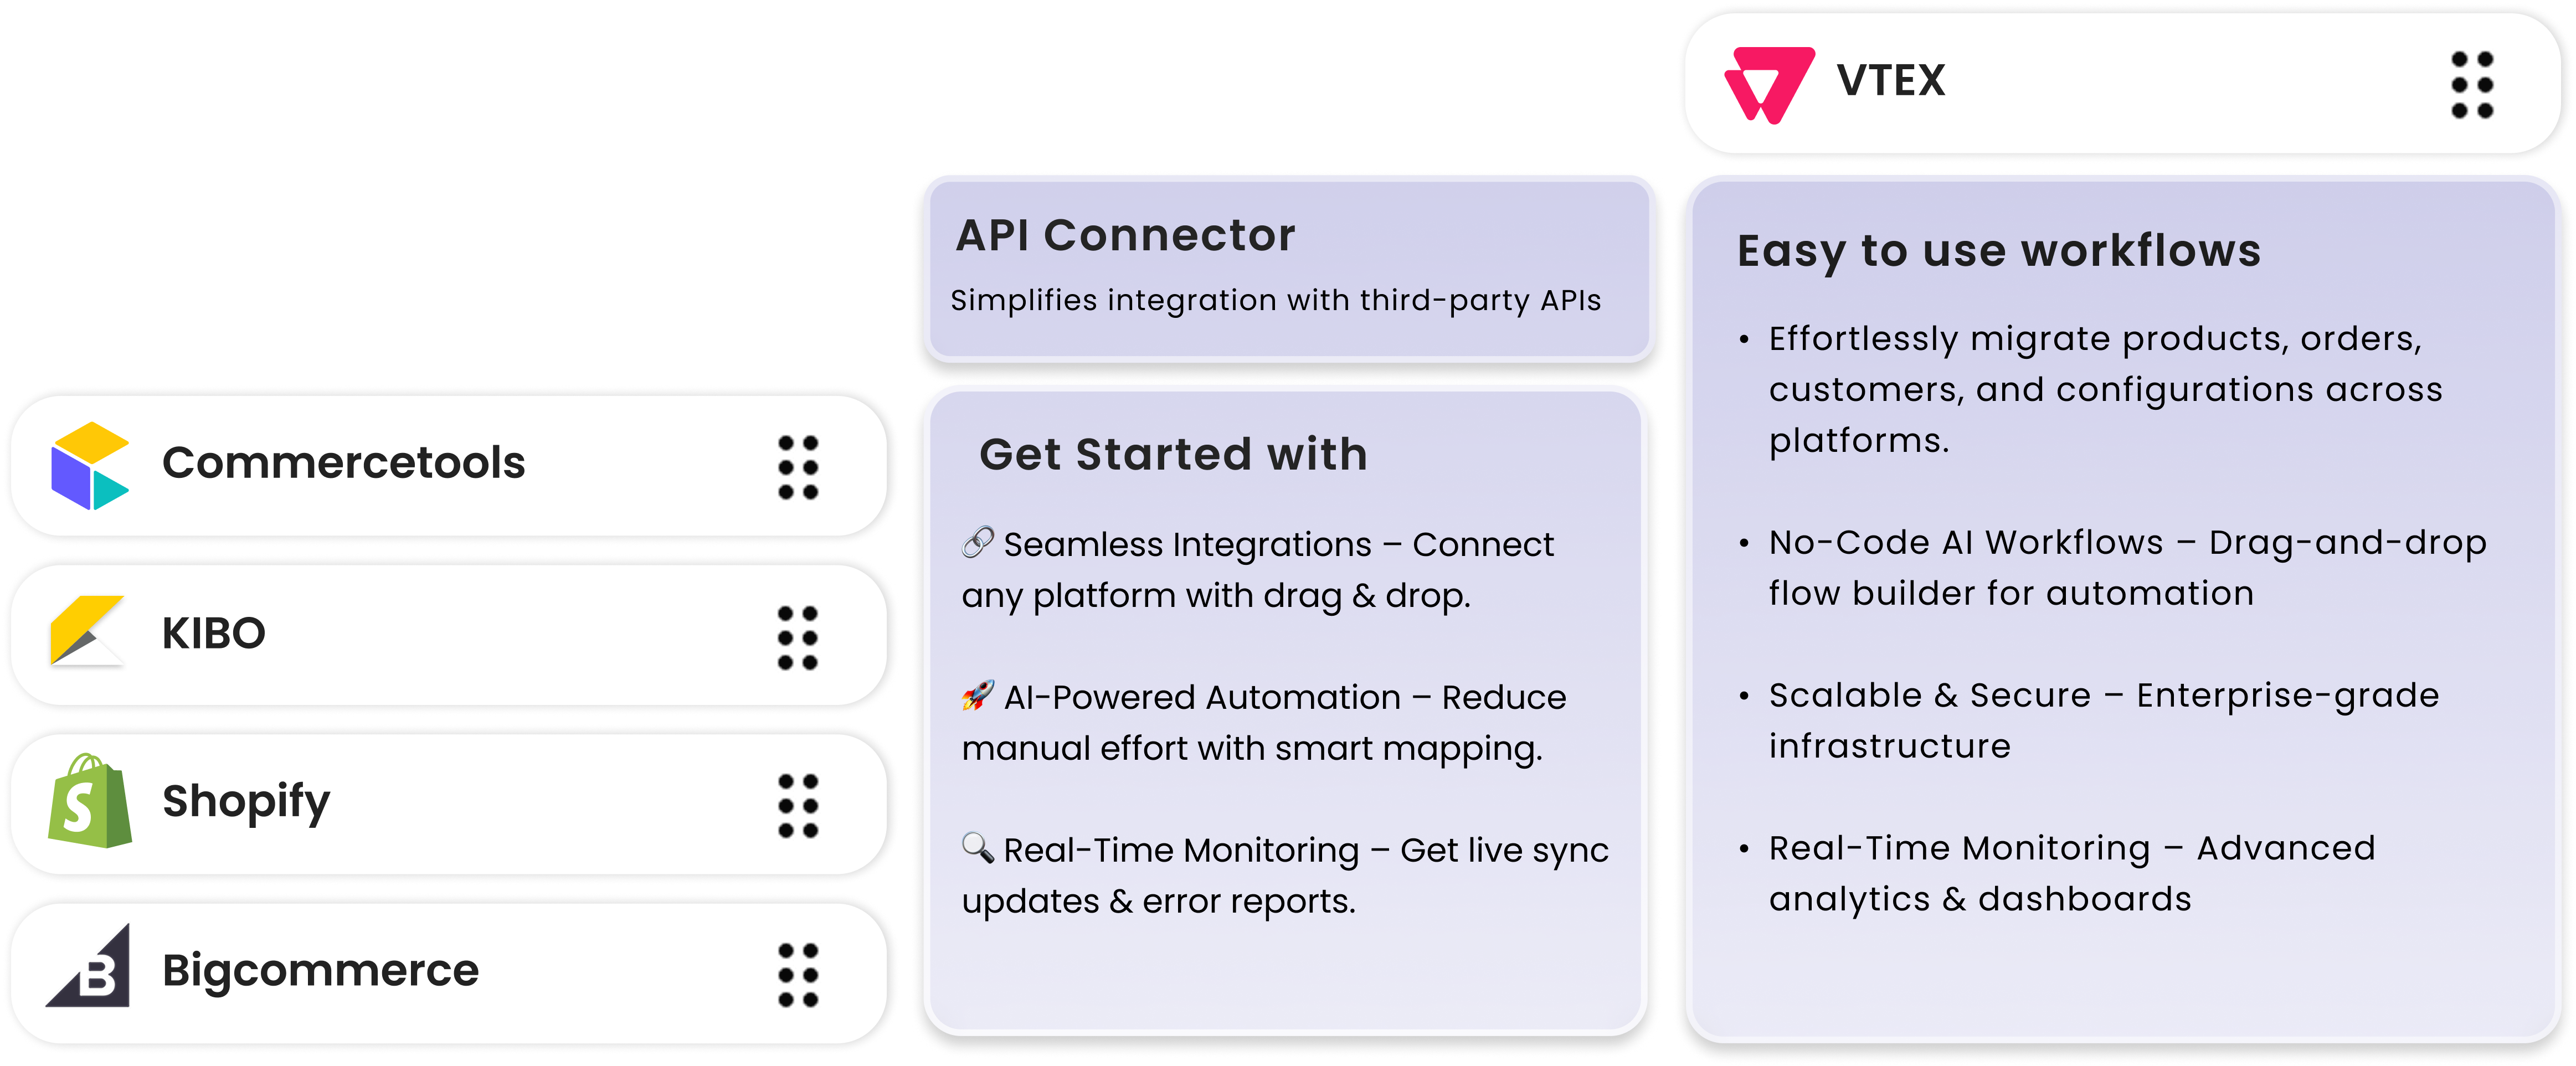 Commercetools
KIBO
Shopify
Bigcommerce
API Connector
Simplifies integration with third-party APIs
Get Started with
🔗 Seamless Integrations – Connect
any platform with drag & drop.
🚀 AI-Powered Automation – Reduce
manual effort with smart mapping.
🔍 Real-Time Monitoring – Get live sync
updates & error reports.
VTEX
Easy to use workflows
• Effortlessly migrate products, orders,
customers, and configurations across
platforms.
• No-Code AI Workflows – Drag-and-drop
flow builder for automation
• Scalable & Secure – Enterprise-grade
infrastructure
• Real-Time Monitoring – Advanced
analytics & dashboards